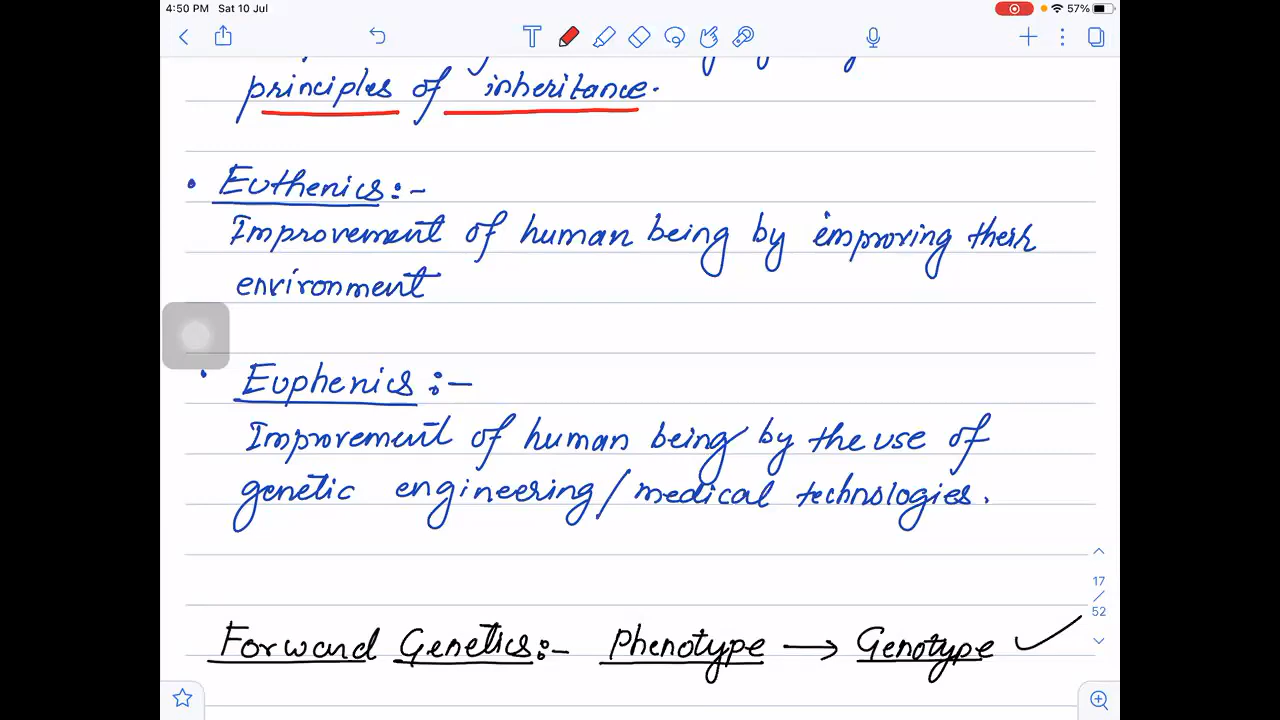 4:50 PM Sat 10 Jul
57%
principles of inheritance.
• Euthenics:-
Improvement of human being by improving their
environment
• Euphenics:-
Improvement of human being by the use of
genetic engineering/medical technologies.
17
/
52
Forward Genetics:- Phenotype → Genotype ✓